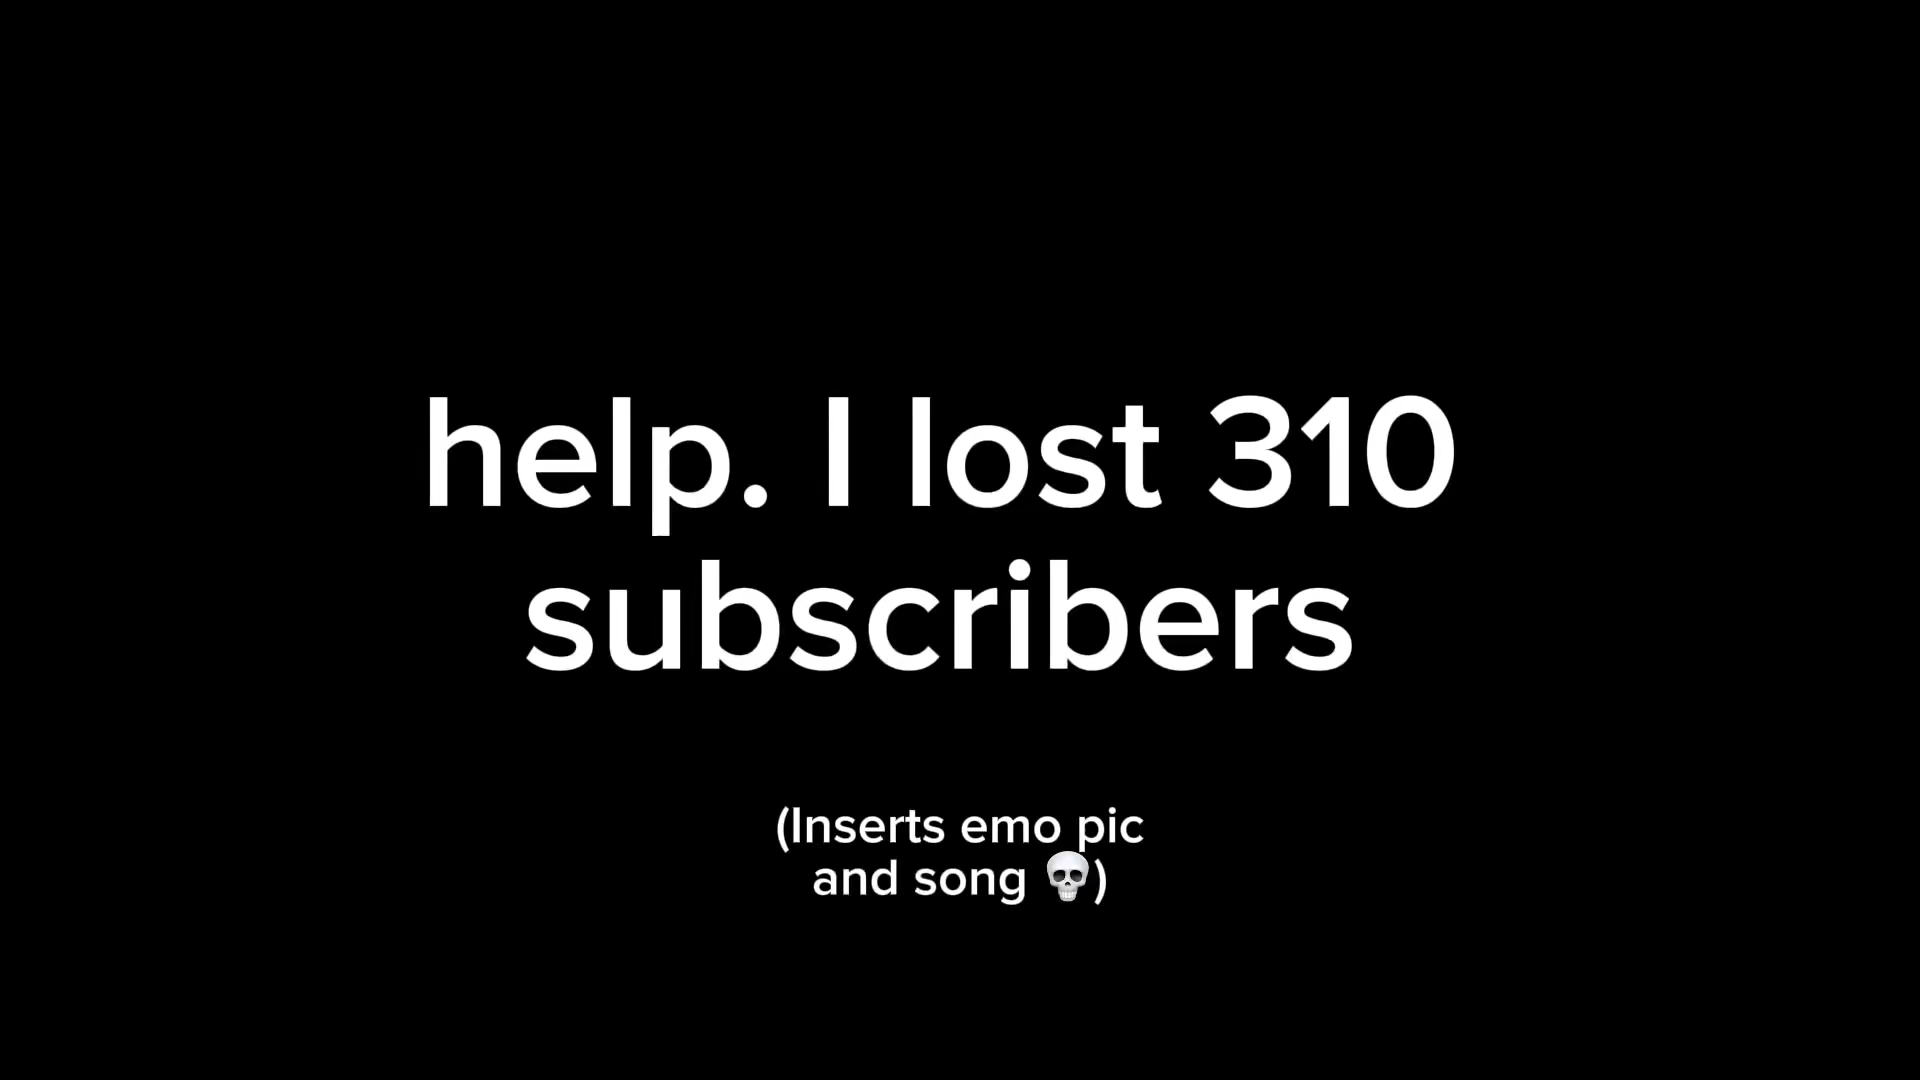 help. I lost 310
subscribers
(Inserts emo pic
and song 💀)